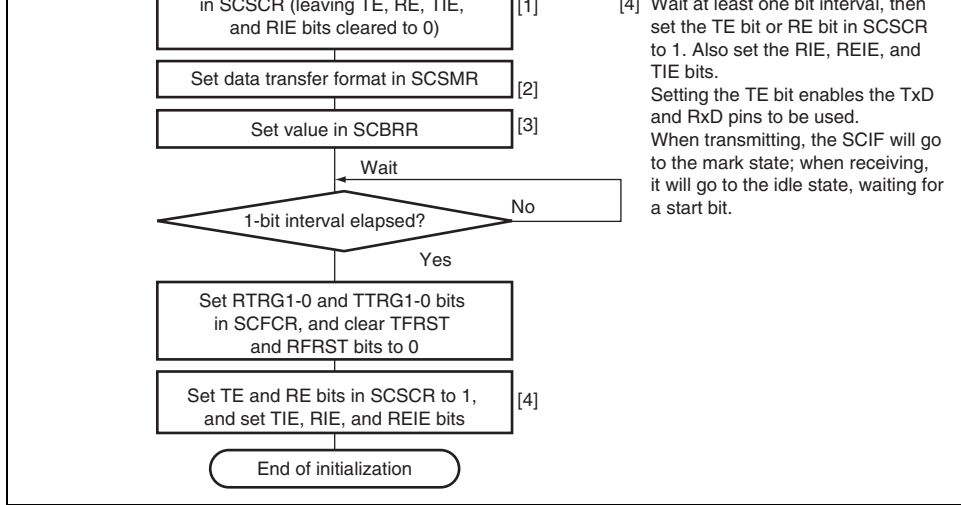 in SCSCR (leaving TE, RE, TIE,
and RIE bits cleared to 0)
[1]
Set data transfer format in SCSMR
[2]
Set value in SCBRR
[3]
Wait
1-bit interval elapsed?
No
Yes
Set RTRG1-0 and TTRG1-0 bits
in SCFCR, and clear TFRST
and RFRST bits to 0
Set TE and RE bits in SCSCR to 1,
and set TIE, RIE, and REIE bits
[4]
End of initialization
[4] Wait at least one bit interval, then
set the TE bit or RE bit in SCSCR
to 1. Also set the RIE, REIE, and
TIE bits.
Setting the TE bit enables the TxD
and RxD pins to be used.
When transmitting, the SCIF will go
to the mark state; when receiving,
it will go to the idle state, waiting for
a start bit.